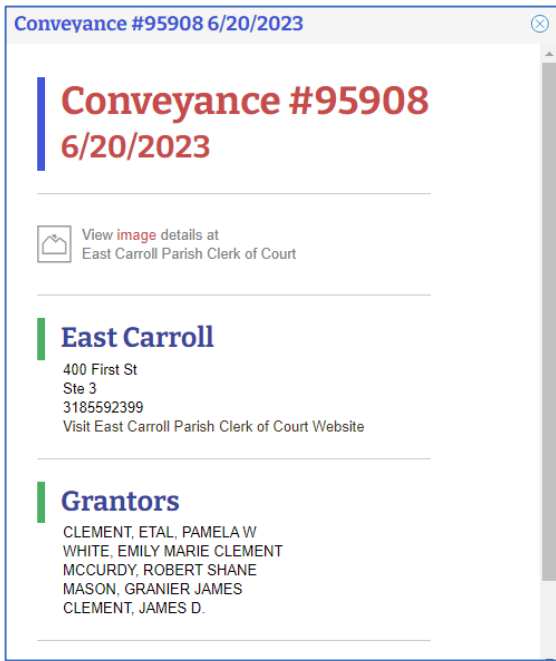 Conveyance #95908 6/20/2023
Conveyance #95908
6/20/2023
View image details at
East Carroll Parish Clerk of Court
East Carroll
400 First St
Ste 3
3185592399
Visit East Carroll Parish Clerk of Court Website
Grantors
CLEMENT, ETAL, PAMELA W
WHITE, EMILY MARIE CLEMENT
MCCURDY, ROBERT SHANE
MASON, GRANIER JAMES
CLEMENT, JAMES D.